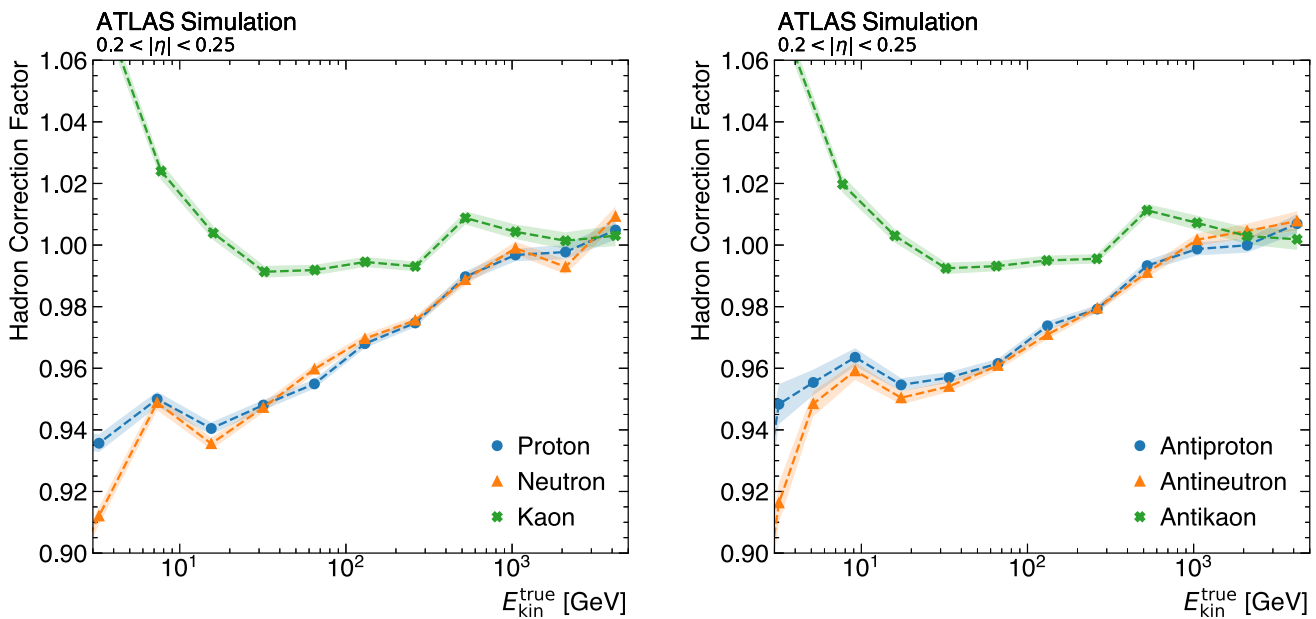 ATLAS Simulation
0.2 < |η| < 0.25
Hadron Correction Factor
1.06
1.04
1.02
1.00
0.98
0.96
0.94
0.92
0.90
Proton
Neutron
Kaon
10¹ 10² 10³
E_kin^true [GeV]
ATLAS Simulation
0.2 < |η| < 0.25
Hadron Correction Factor
1.06
1.04
1.02
1.00
0.98
0.96
0.94
0.92
0.90
Antiproton
Antineutron
Antikaon
10¹ 10² 10³
E_kin^true [GeV]